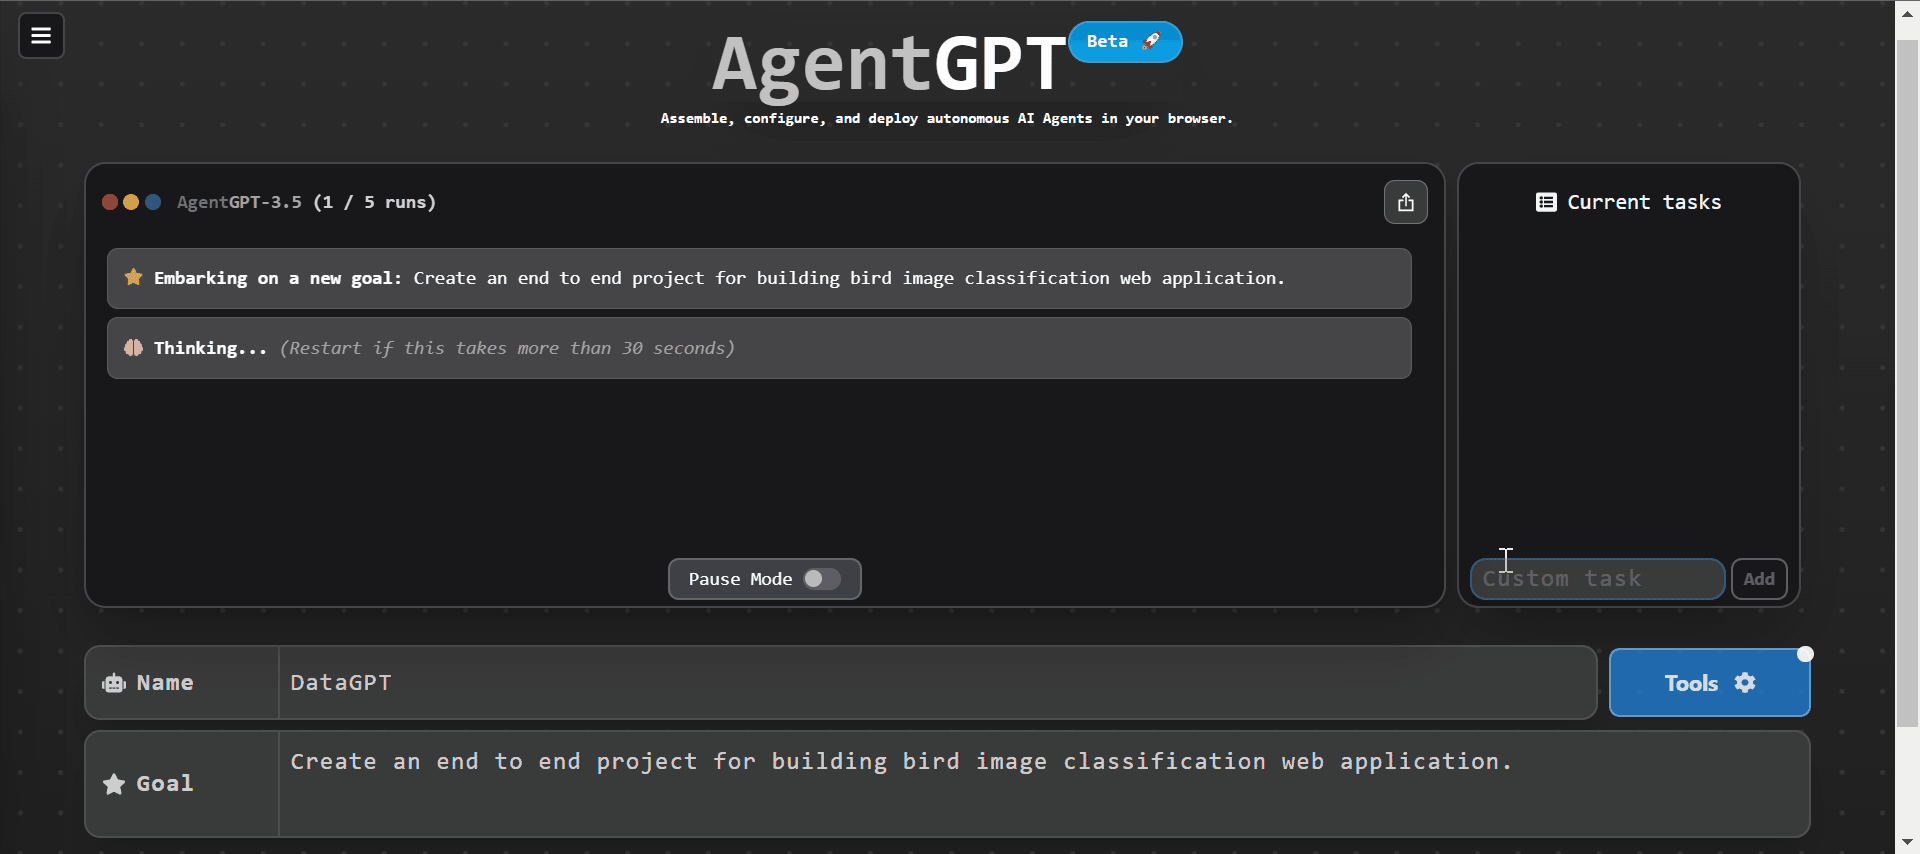 AgentGPT Beta 🚀
Assemble, configure, and deploy autonomous AI Agents in your browser.
AgentGPT-3.5 (1 / 5 runs)
Embarking on a new goal: Create an end to end project for building bird image classification web application.
Thinking... (Restart if this takes more than 30 seconds)
Pause Mode
Current tasks
Custom task
Add
Name
DataGPT
Tools
Goal
Create an end to end project for building bird image classification web application.